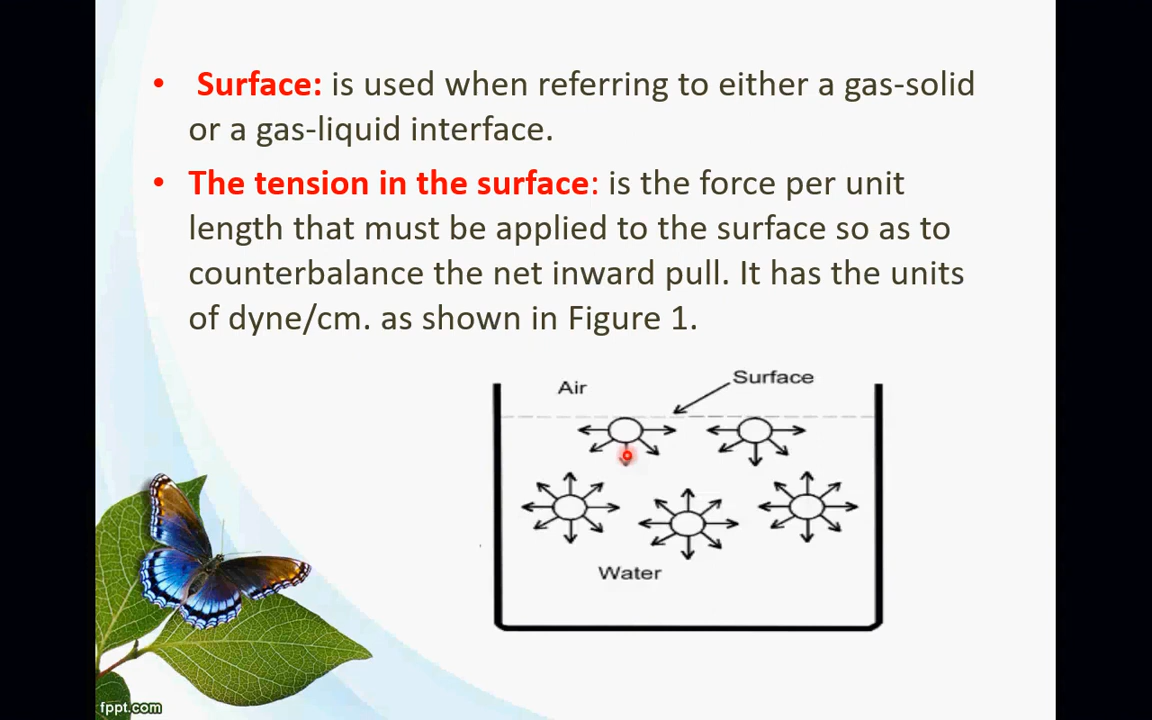 • Surface: is used when referring to either a gas-solid
or a gas-liquid interface.
• The tension in the surface: is the force per unit
length that must be applied to the surface so as to
counterbalance the net inward pull. It has the units
of dyne/cm. as shown in Figure 1.
Surface
Air
Water
fppt.com